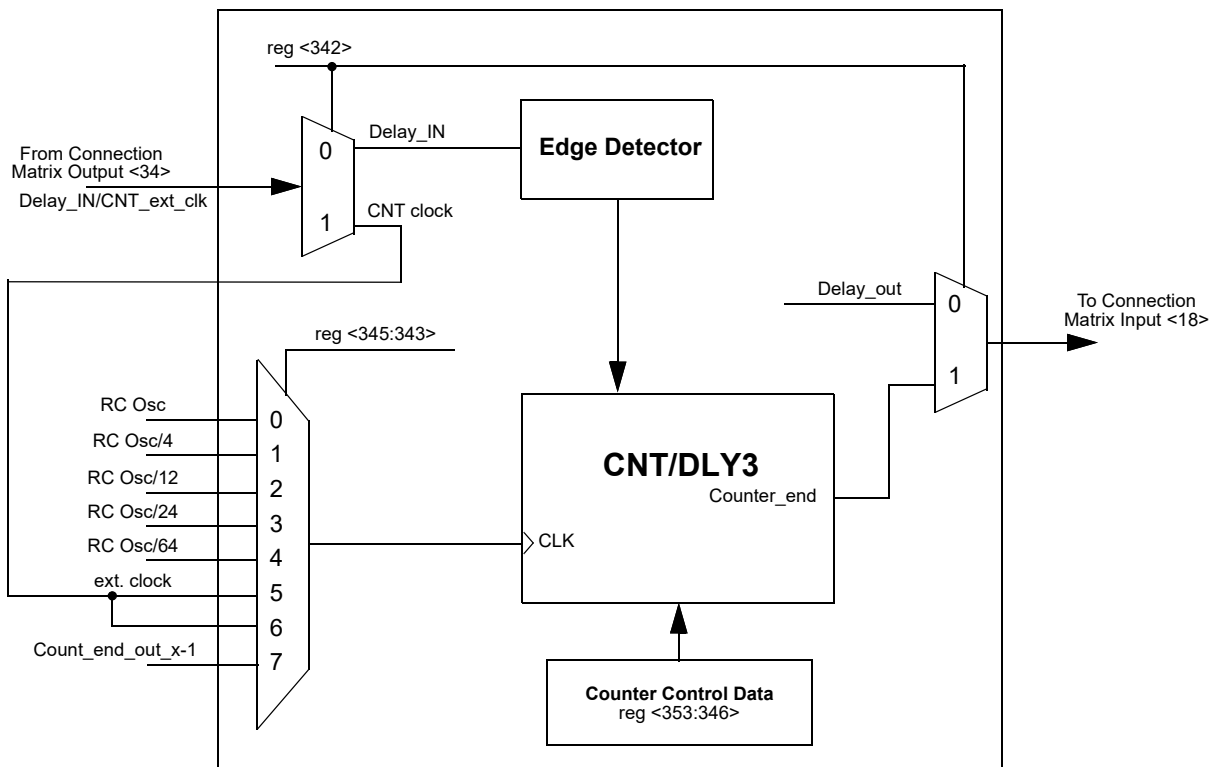 reg <342>
From Connection
Matrix Output <34>
Delay_IN/CNT_ext_clk
0
1
Delay_IN
CNT clock
Edge Detector
Delay_out
0
1
To Connection
Matrix Input <18>
reg <345:343>
RC Osc
RC Osc/4
RC Osc/12
RC Osc/24
RC Osc/64
ext. clock
Count_end_out_x-1
0
1
2
3
4
5
6
7
CNT/DLY3
Counter_end
CLK
Counter Control Data
reg <353:346>